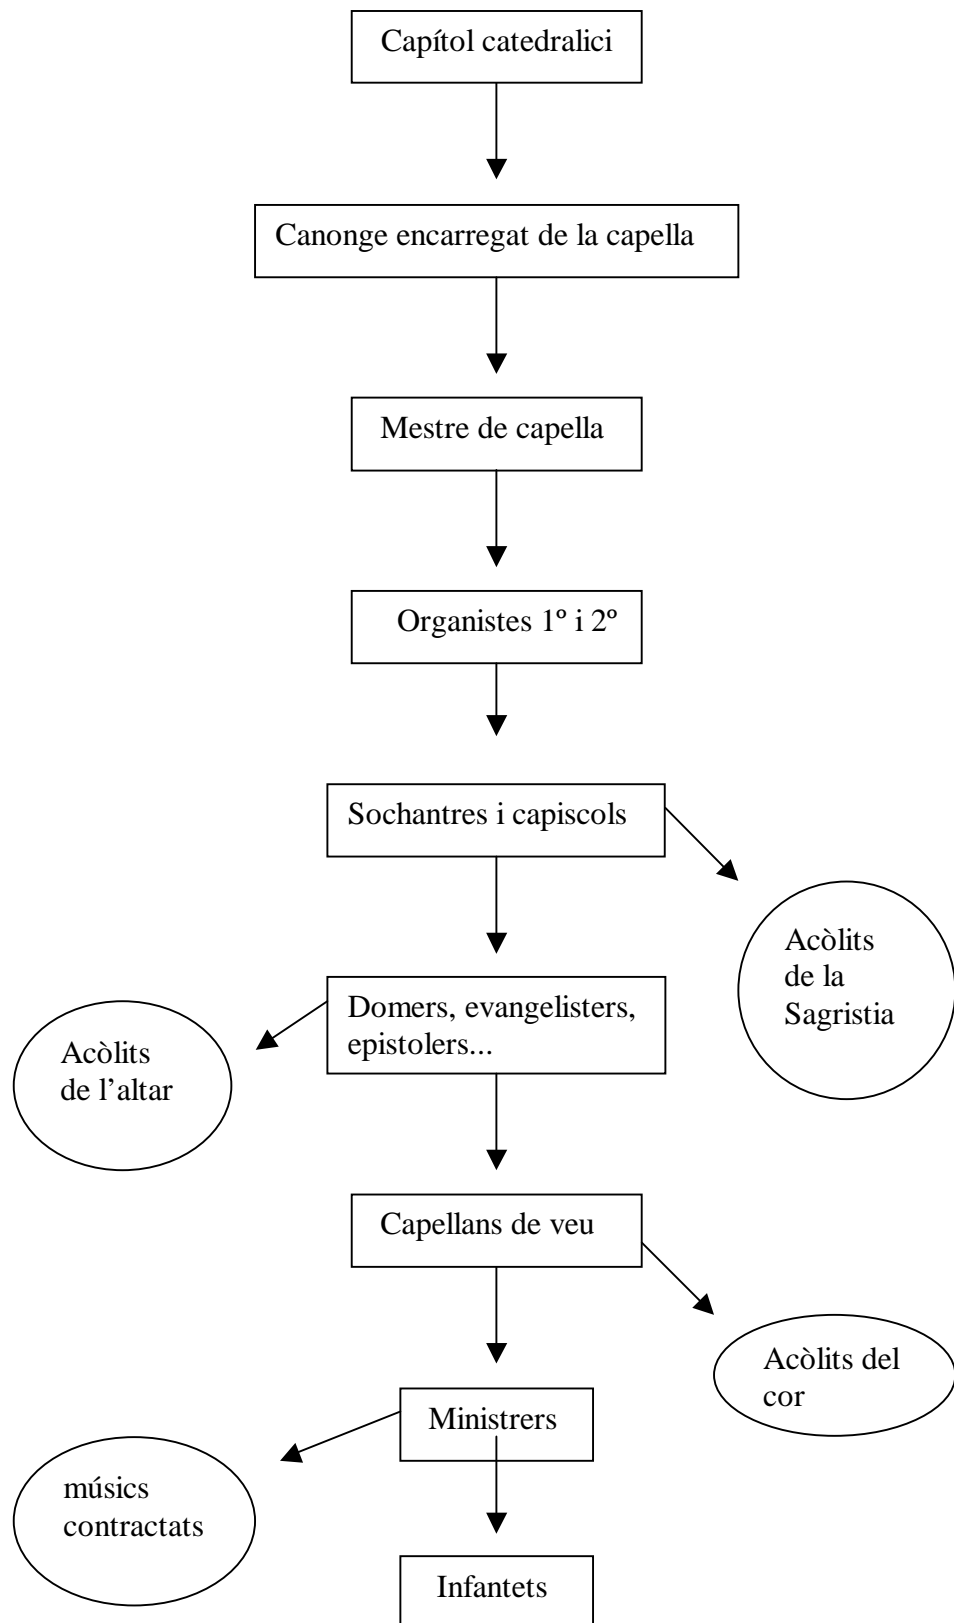 Capítol catedralici
Canonge encarregat de la capella
Mestre de capella
Organistes 1º i 2º
Sochantres i capiscols
Acòlits
de la
Sagristia
Domers, evangelisters,
epistolers...
Acòlits
de l’altar
Capellans de veu
Acòlits del
cor
Ministrers
músics
contractats
Infantets